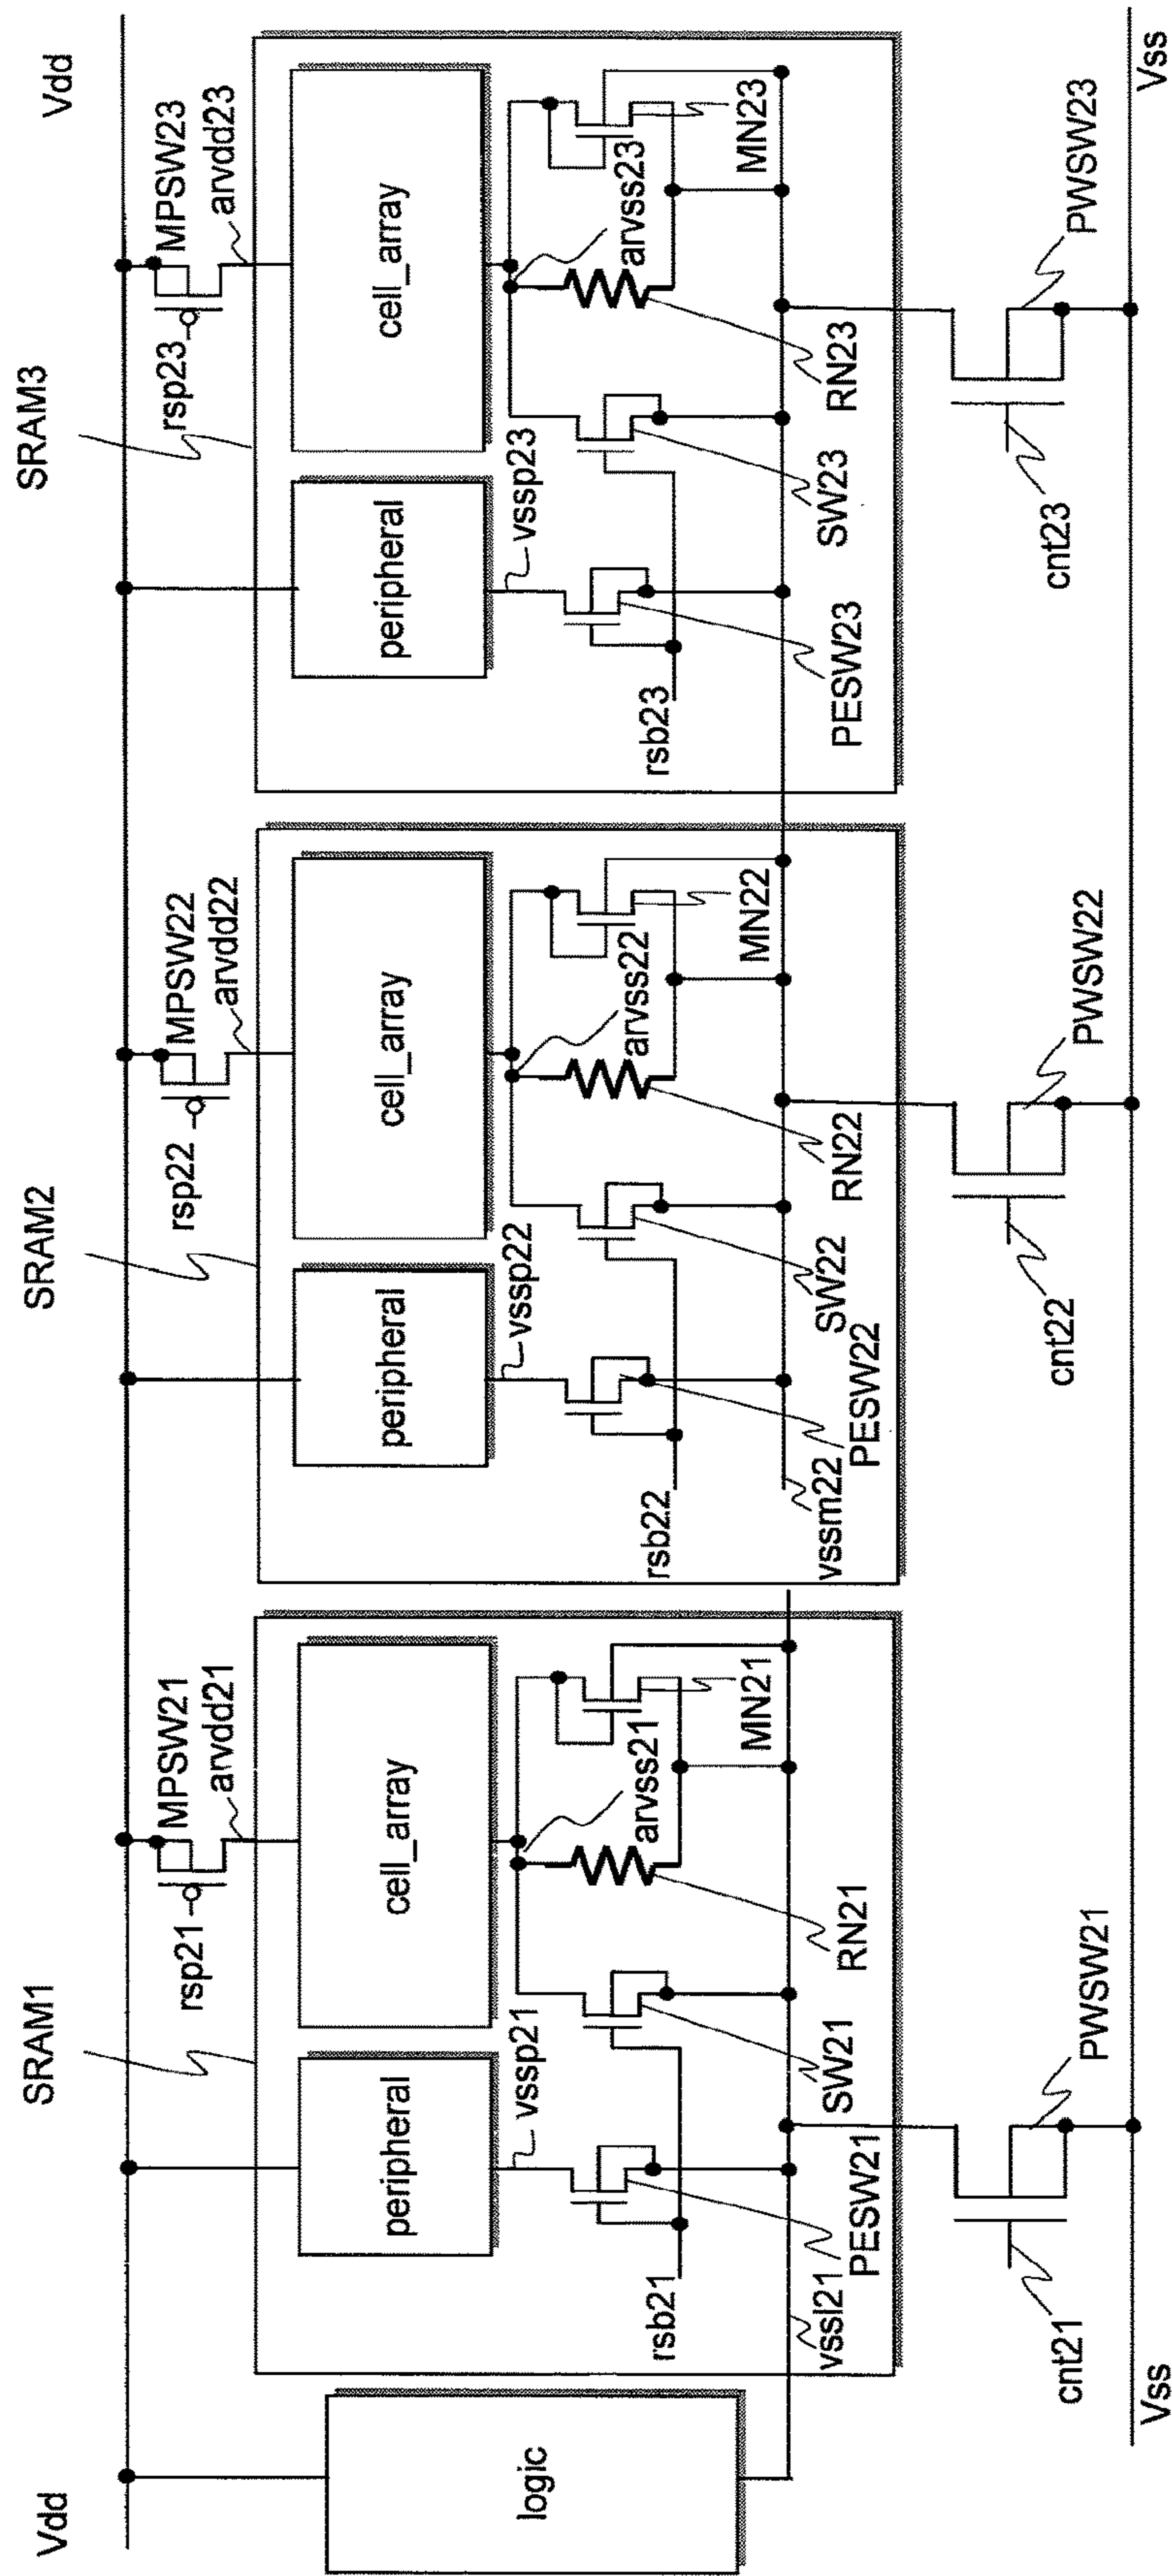 Vdd
Vdd
SRAM1
SRAM2
SRAM3
rsp21
MPSW21
arvdd21
rsp22
MPSW22
arvdd22
rsp23
MPSW23
arvdd23
logic
peripheral
cell_array
peripheral
cell_array
peripheral
cell_array
vssp21
arvss21
vssp22
arvss22
vssp23
arvss23
rsb21
MN21
rsb22
MN22
rsb23
MN23
vssl21
PESW21
SW21
RN21
vssm22
PESW22
SW22
RN22
PESW23
SW23
RN23
cnt21
PWSW21
cnt22
PWSW22
cnt23
PWSW23
Vss
Vss